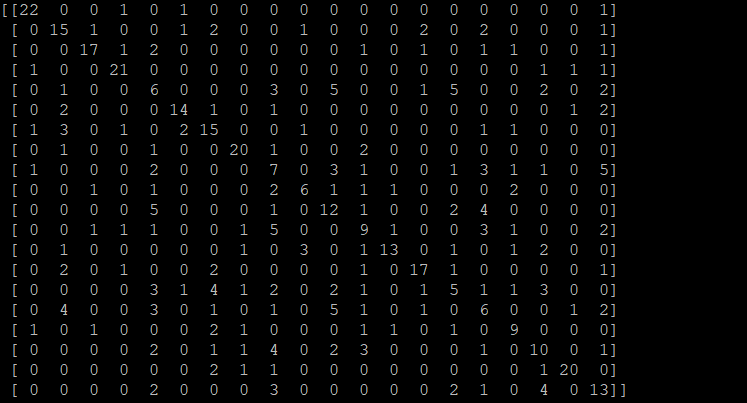 [[22 0 0 1 0 1 0 0 0 0 0 0 0 0 0 0 0 0 0 1]
[ 0 15 1 0 0 1 2 0 0 1 0 0 0 2 0 2 0 0 0 1]
[ 0 0 17 1 2 0 0 0 0 0 0 1 0 1 0 1 1 0 0 1]
[ 1 0 0 21 0 0 0 0 0 0 0 0 0 0 0 0 0 1 1 1]
[ 0 1 0 0 6 0 0 0 3 0 5 0 0 1 5 0 0 2 0 2]
[ 0 2 0 0 0 14 1 0 1 0 0 0 0 0 0 0 0 0 1 2]
[ 1 3 0 1 0 2 15 0 0 1 0 0 0 0 0 1 1 0 0 0]
[ 0 1 0 0 1 0 0 20 1 0 0 2 0 0 0 0 0 0 0 0]
[ 1 0 0 0 2 0 0 0 7 0 3 1 0 0 1 3 1 1 0 5]
[ 0 0 1 0 1 0 0 0 2 6 1 1 1 0 0 0 2 0 0 0]
[ 0 0 0 0 5 0 0 0 1 0 12 1 0 0 2 4 0 0 0 0]
[ 0 0 1 1 1 0 0 1 5 0 0 9 1 0 0 3 1 0 0 2]
[ 0 1 0 0 0 0 0 1 0 3 0 1 13 0 1 0 1 2 0 0]
[ 0 2 0 1 0 0 2 0 0 0 0 1 0 17 1 0 0 0 0 1]
[ 0 0 0 0 3 1 4 1 2 0 2 1 0 1 5 1 1 3 0 0]
[ 0 4 0 0 3 0 1 0 1 0 5 1 0 1 0 6 0 0 1 2]
[ 1 0 1 0 0 0 2 1 0 0 0 1 1 0 1 0 9 0 0 0]
[ 0 0 0 0 2 0 1 1 4 0 2 3 0 0 0 1 0 10 0 1]
[ 0 0 0 0 0 0 2 1 1 0 0 0 0 0 0 0 0 1 20 0]
[ 0 0 0 0 2 0 0 0 3 0 0 0 0 0 2 1 0 4 0 13]]